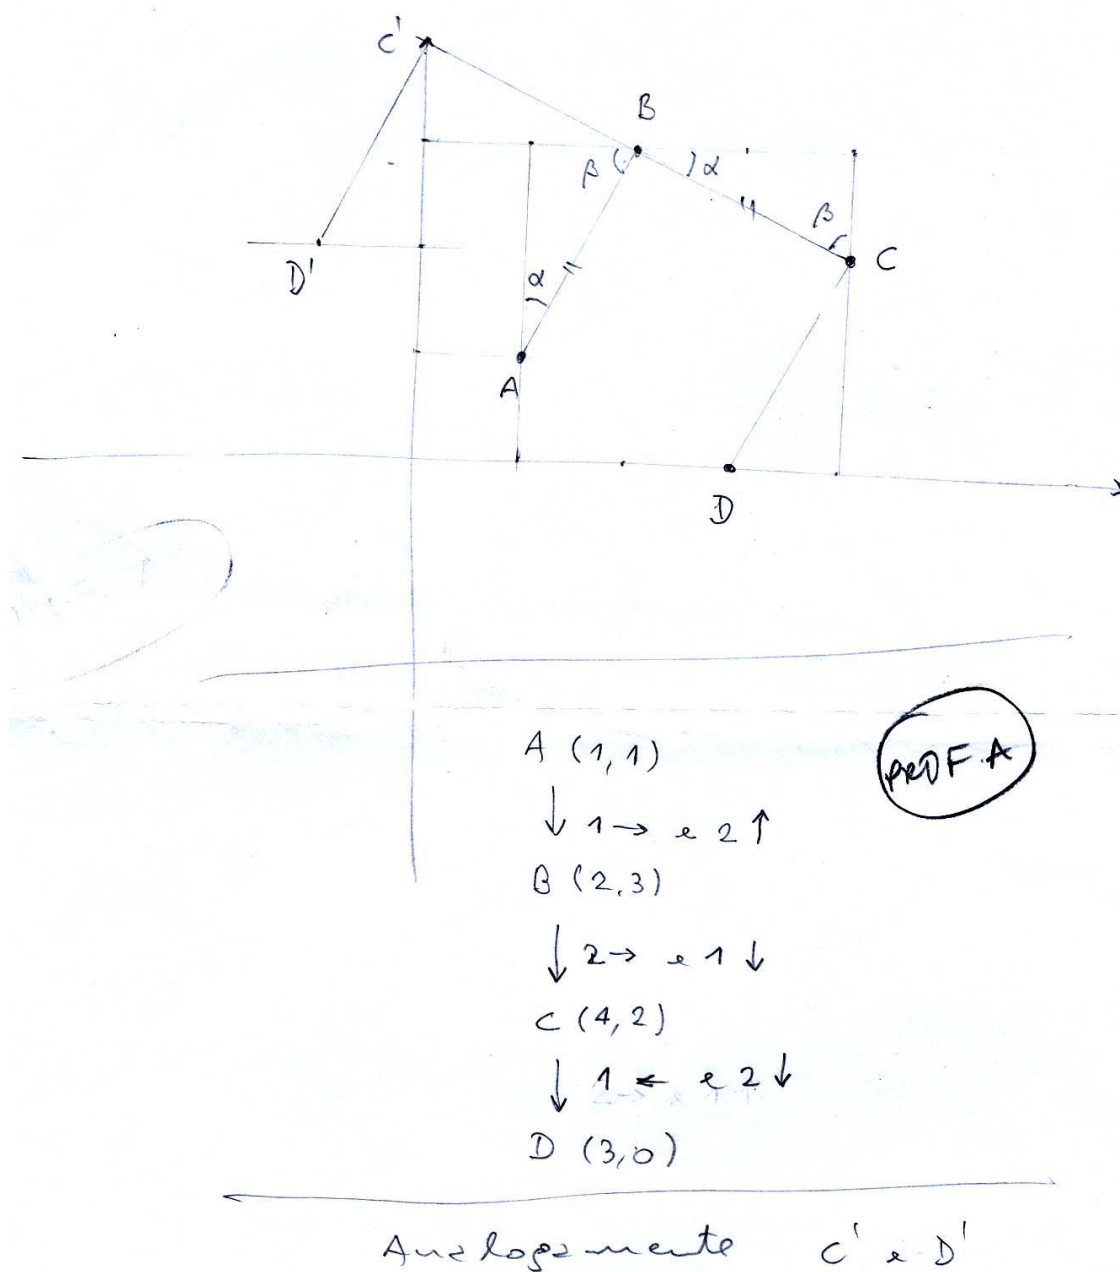 C'
B
β α
β
C
D'
α
A
D
A (1,1)
PROF.A
↓ 1→ e 2↑
B (2,3)
↓ 2→ e 1↓
C (4,2)
↓ 1← e 2↓
D (3,0)
Analogamente C' e D'